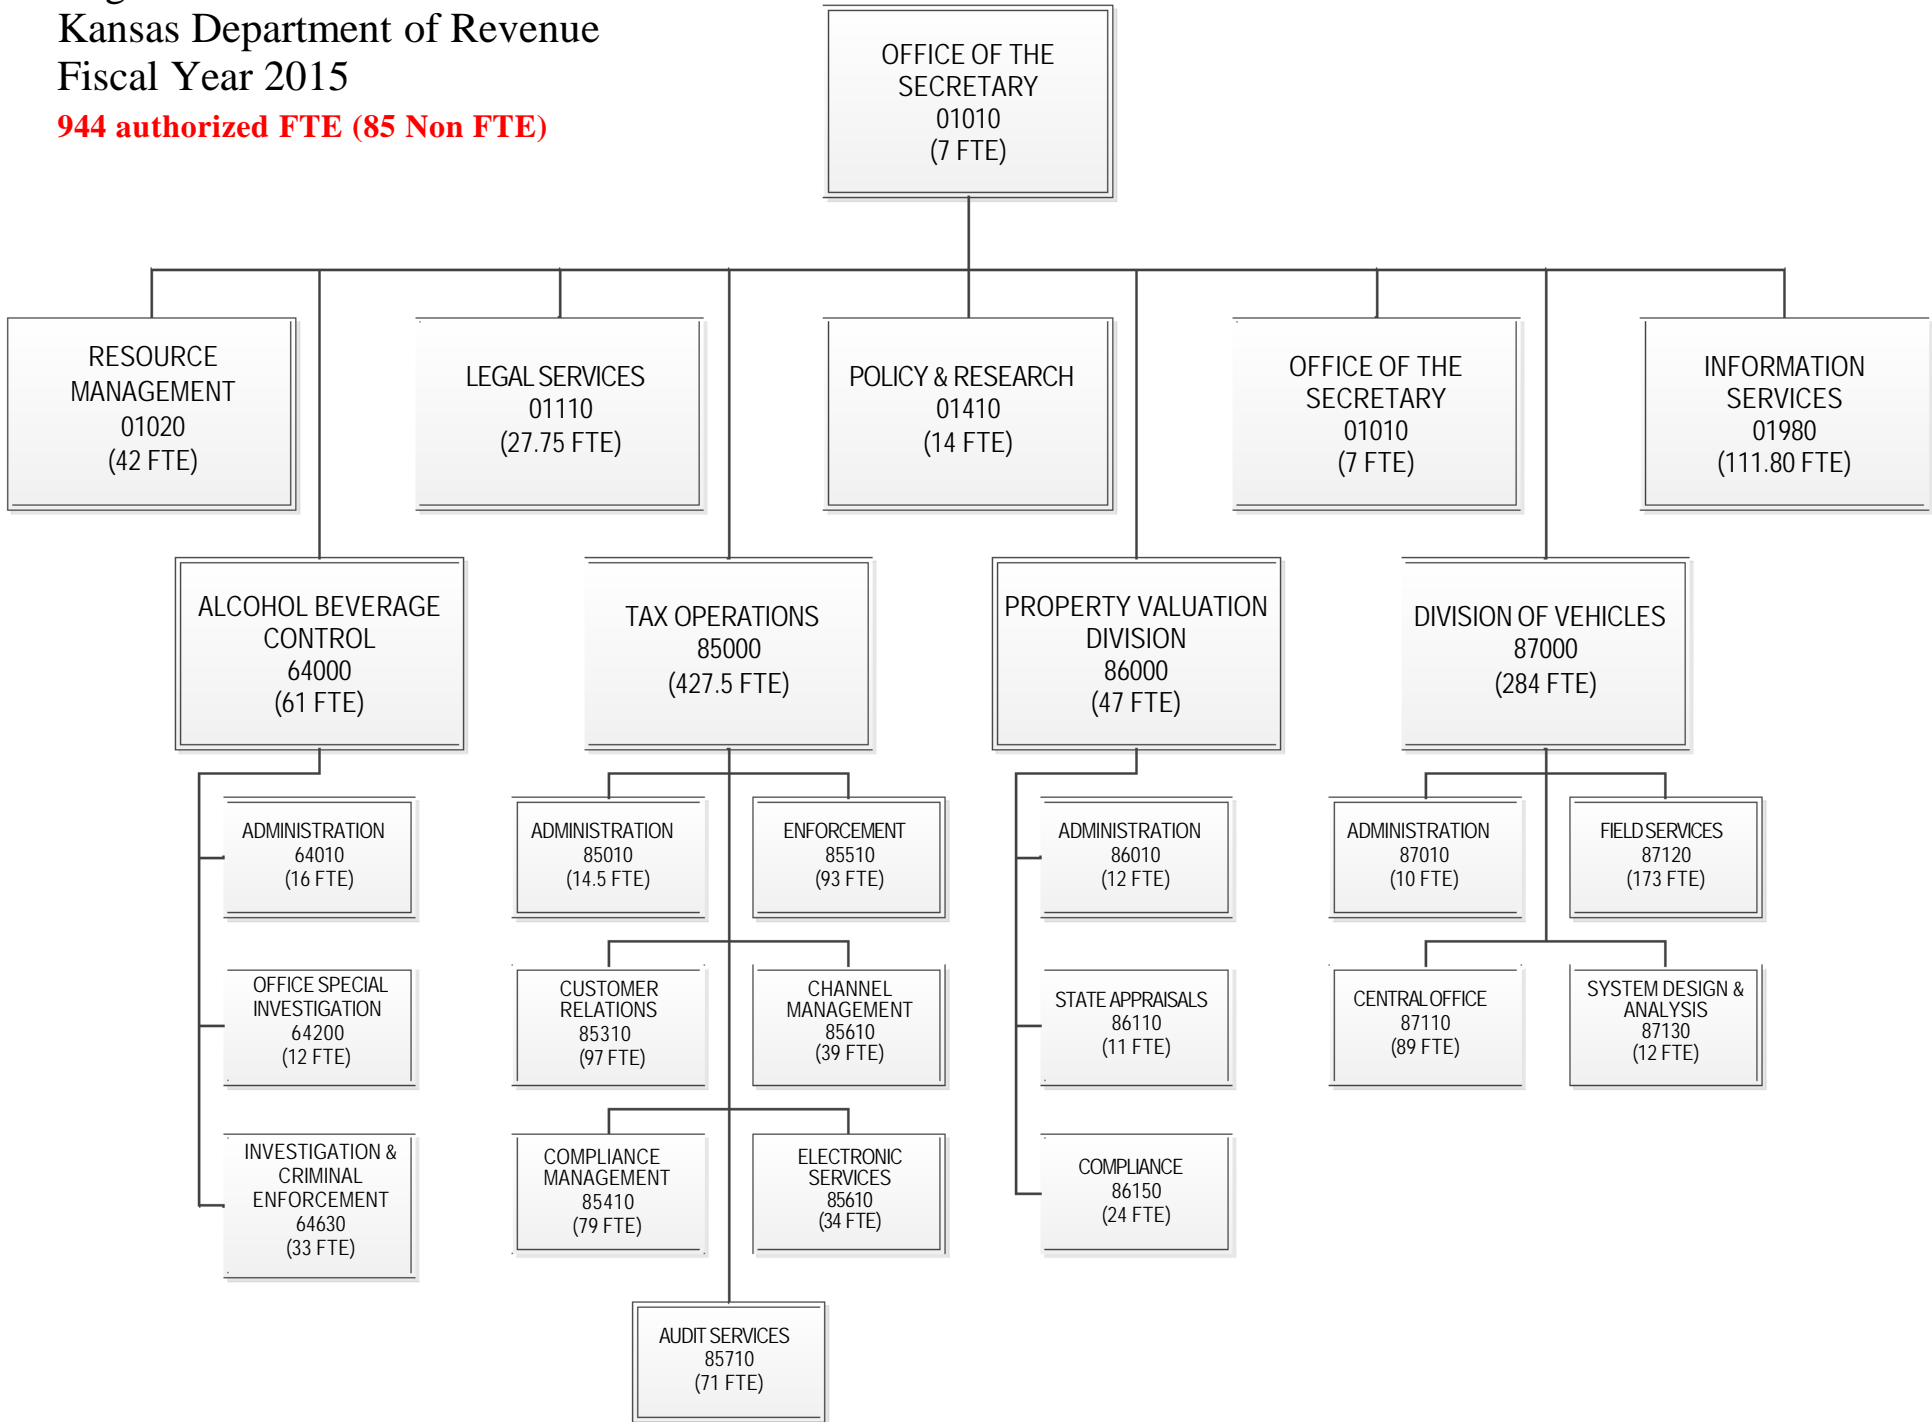 Kansas Department of Revenue
Fiscal Year 2015
944 authorized FTE (85 Non FTE)
OFFICE OF THE
SECRETARY
01010
(7 FTE)
RESOURCE
MANAGEMENT
01020
(42 FTE)
LEGAL SERVICES
01110
(27.75 FTE)
POLICY & RESEARCH
01410
(14 FTE)
OFFICE OF THE
SECRETARY
01010
(7 FTE)
INFORMATION
SERVICES
01980
(111.80 FTE)
ALCOHOL BEVERAGE
CONTROL
64000
(61 FTE)
TAX OPERATIONS
85000
(427.5 FTE)
PROPERTY VALUATION
DIVISION
86000
(47 FTE)
DIVISION OF VEHICLES
87000
(284 FTE)
ADMINISTRATION
64010
(16 FTE)
ADMINISTRATION
85010
(14.5 FTE)
ENFORCEMENT
85510
(93 FTE)
ADMINISTRATION
86010
(12 FTE)
ADMINISTRATION
87010
(10 FTE)
FIELD SERVICES
87120
(173 FTE)
OFFICE SPECIAL
INVESTIGATION
64200
(12 FTE)
CUSTOMER
RELATIONS
85310
(97 FTE)
CHANNEL
MANAGEMENT
85610
(39 FTE)
STATE APPRAISALS
86110
(11 FTE)
CENTRAL OFFICE
87110
(89 FTE)
SYSTEM DESIGN &
ANALYSIS
87130
(12 FTE)
INVESTIGATION &
CRIMINAL
ENFORCEMENT
64630
(33 FTE)
COMPLIANCE
MANAGEMENT
85410
(79 FTE)
ELECTRONIC
SERVICES
85610
(34 FTE)
COMPLIANCE
86150
(24 FTE)
AUDIT SERVICES
85710
(71 FTE)